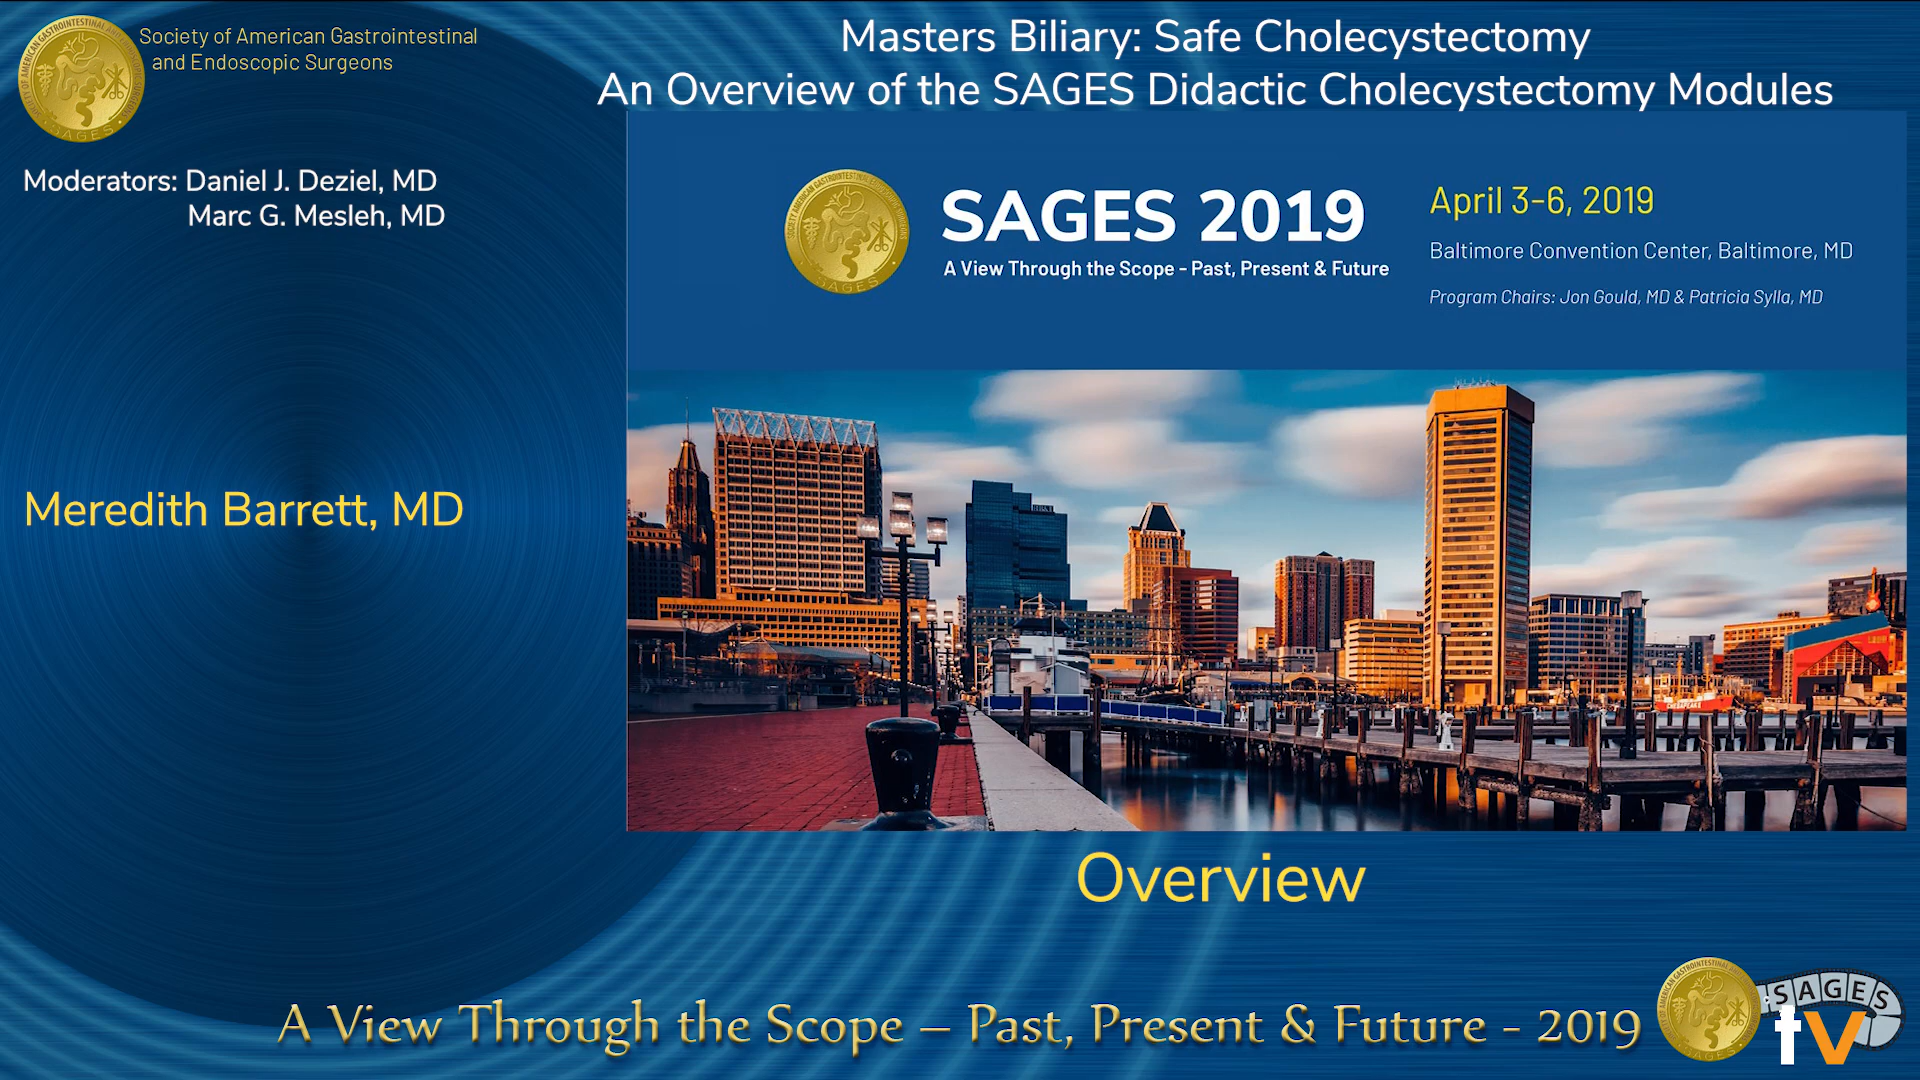 Society of American Gastrointestinal
and Endoscopic Surgeons
Masters Biliary: Safe Cholecystectomy
An Overview of the SAGES Didactic Cholecystectomy Modules
Moderators: Daniel J. Deziel, MD
Marc G. Mesleh, MD
SAGES 2019
A View Through the Scope - Past, Present & Future
April 3-6, 2019
Baltimore Convention Center, Baltimore, MD
Program Chairs: Jon Gould, MD & Patricia Sylla, MD
SAGES
Meredith Barrett, MD
CHESAPEAKE
Overview
A View Through the Scope – Past, Present & Future - 2019
SAGES
tv